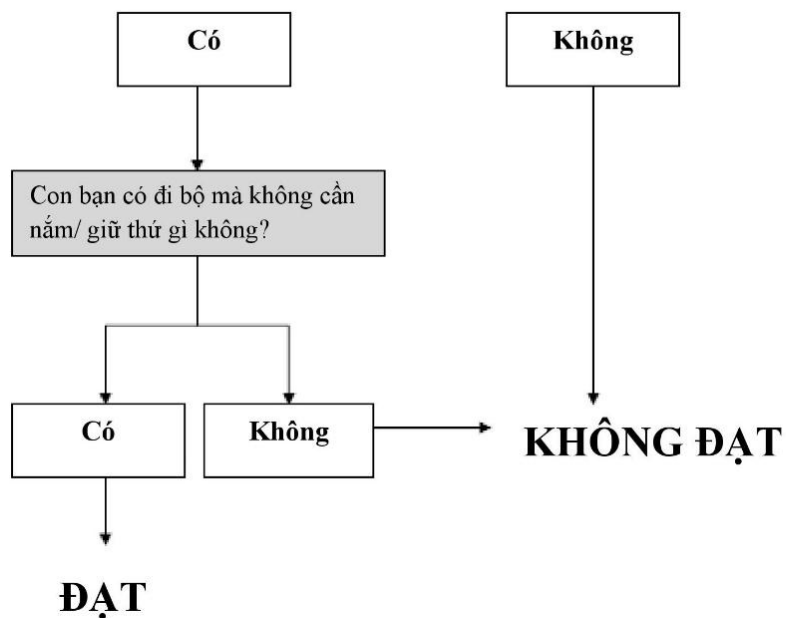 Có
Không
Con bạn có đi bộ mà không cần
nắm/ giữ thứ gì không?
Có
Không
KHÔNG ĐẠT
ĐẠT